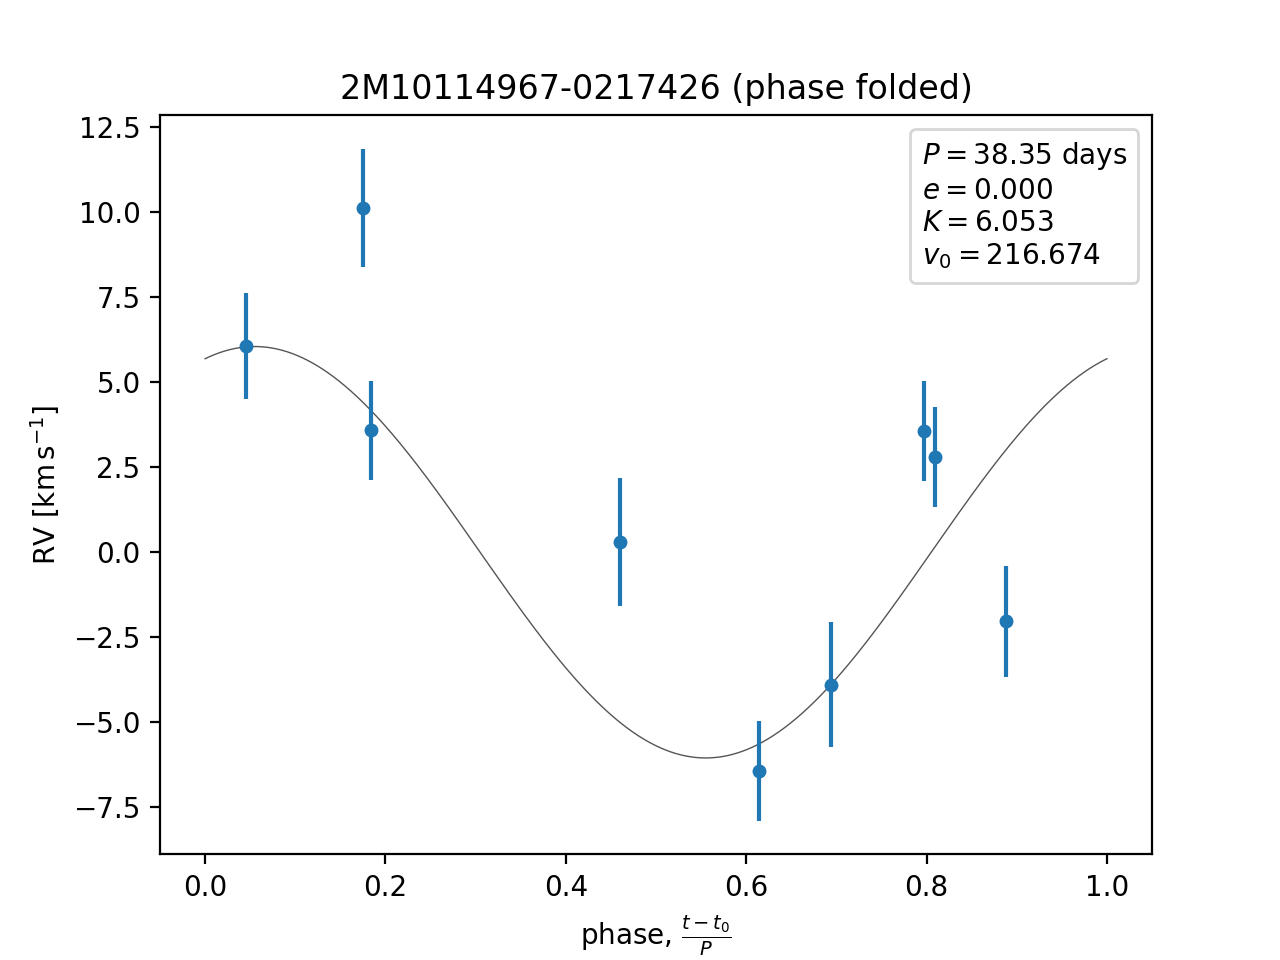 2M10114967-0217426 (phase folded)
P = 38.35 days
e = 0.000
K = 6.053
v₀ = 216.674
12.5
10.0
7.5
5.0
2.5
0.0
−2.5
−5.0
−7.5
RV [km s⁻¹]
0.0 0.2 0.4 0.6 0.8 1.0
phase, (t − t₀)/P